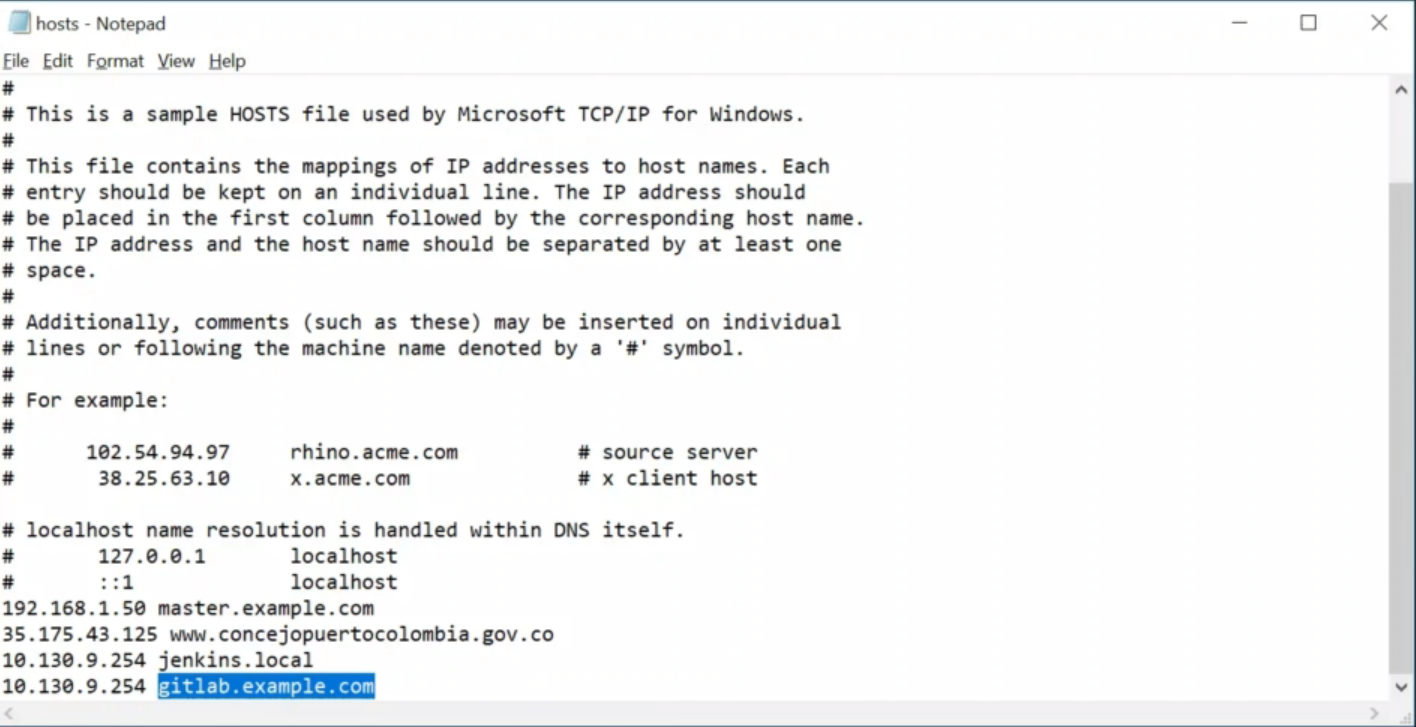 hosts - Notepad
File Edit Format View Help
#
# This is a sample HOSTS file used by Microsoft TCP/IP for Windows.
#
# This file contains the mappings of IP addresses to host names. Each
# entry should be kept on an individual line. The IP address should
# be placed in the first column followed by the corresponding host name.
# The IP address and the host name should be separated by at least one
# space.
#
# Additionally, comments (such as these) may be inserted on individual
# lines or following the machine name denoted by a '#' symbol.
#
# For example:
#
#      102.54.94.97     rhino.acme.com          # source server
#       38.25.63.10     x.acme.com              # x client host

# localhost name resolution is handled within DNS itself.
#       127.0.0.1       localhost
#       ::1             localhost
192.168.1.50 master.example.com
35.175.43.125 www.concejopuertocolombia.gov.co
10.130.9.254 jenkins.local
10.130.9.254 gitlab.example.com